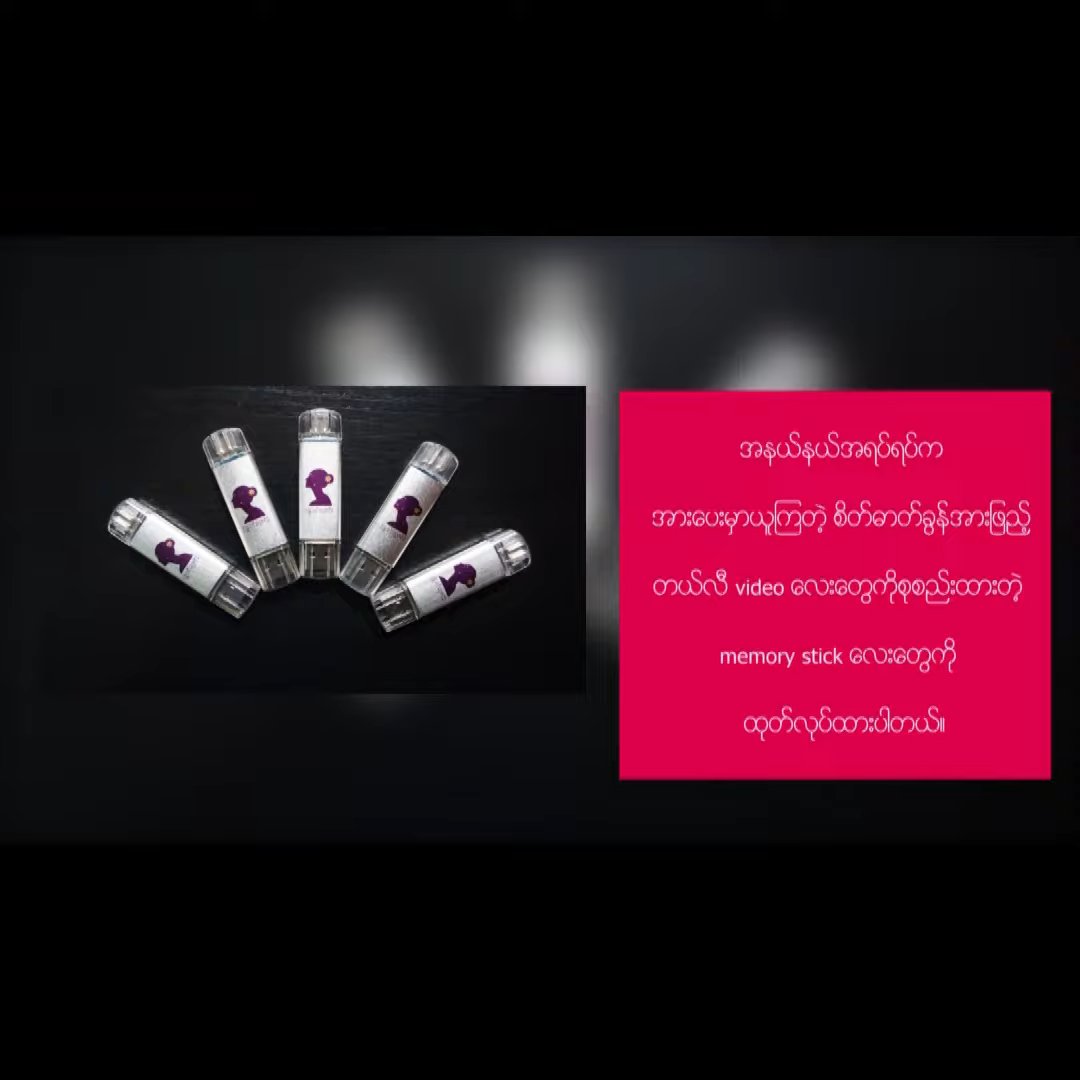 အနယ်နယ်အရပ်ရပ်က
အားပေးမှာယူကြတဲ့ စိတ်ဓာတ်ခွန်အားဖြည့်
တယ်လီ video လေးတွေကိုစုစည်းထားတဲ့
memory stick လေးတွေကို
ထုတ်လုပ်ထားပါတယ်။